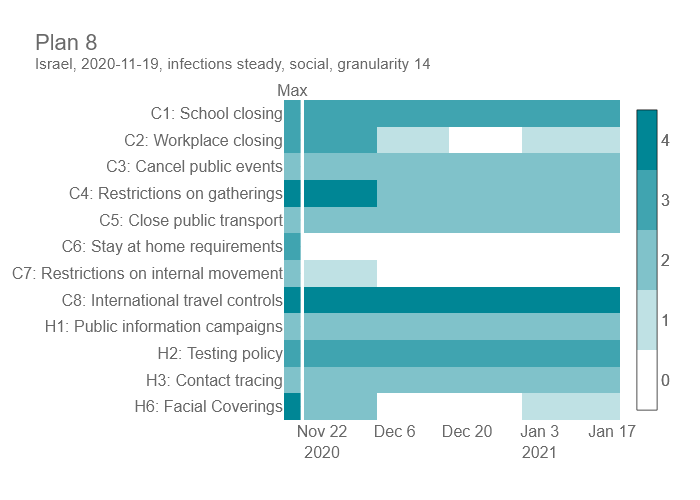 Plan 8
Israel, 2020-11-19, infections steady, social, granularity 14
Max
C1: School closing
C2: Workplace closing
C3: Cancel public events
C4: Restrictions on gatherings
C5: Close public transport
C6: Stay at home requirements
C7: Restrictions on internal movement
C8: International travel controls
H1: Public information campaigns
H2: Testing policy
H3: Contact tracing
H6: Facial Coverings
Nov 22 Dec 6 Dec 20 Jan 3 Jan 17
2020 2021
4
3
2
1
0